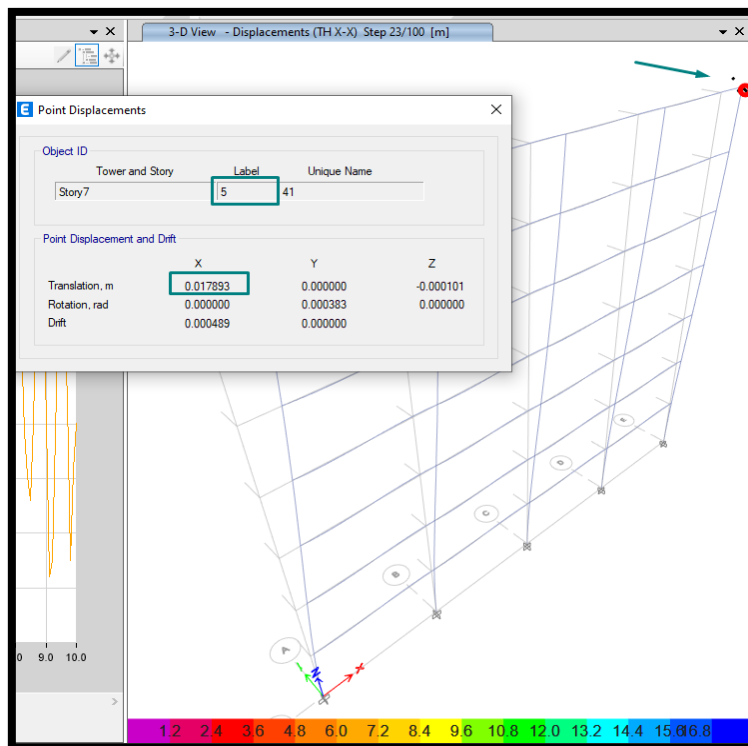 3-D View - Displacements (TH X-X) Step 23/100 [m]
E Point Displacements
Object ID
Tower and Story Label Unique Name
Story7 5 41
Point Displacement and Drift
X Y Z
Translation, m 0.017893 0.000000 -0.000101
Rotation, rad 0.000000 0.000383 0.000000
Drift 0.000489 0.000000
E
D
C
B
A
X
Z
9.0 10.0
1.2 2.4 3.6 4.8 6.0 7.2 8.4 9.6 10.8 12.0 13.2 14.4 15.6 16.8